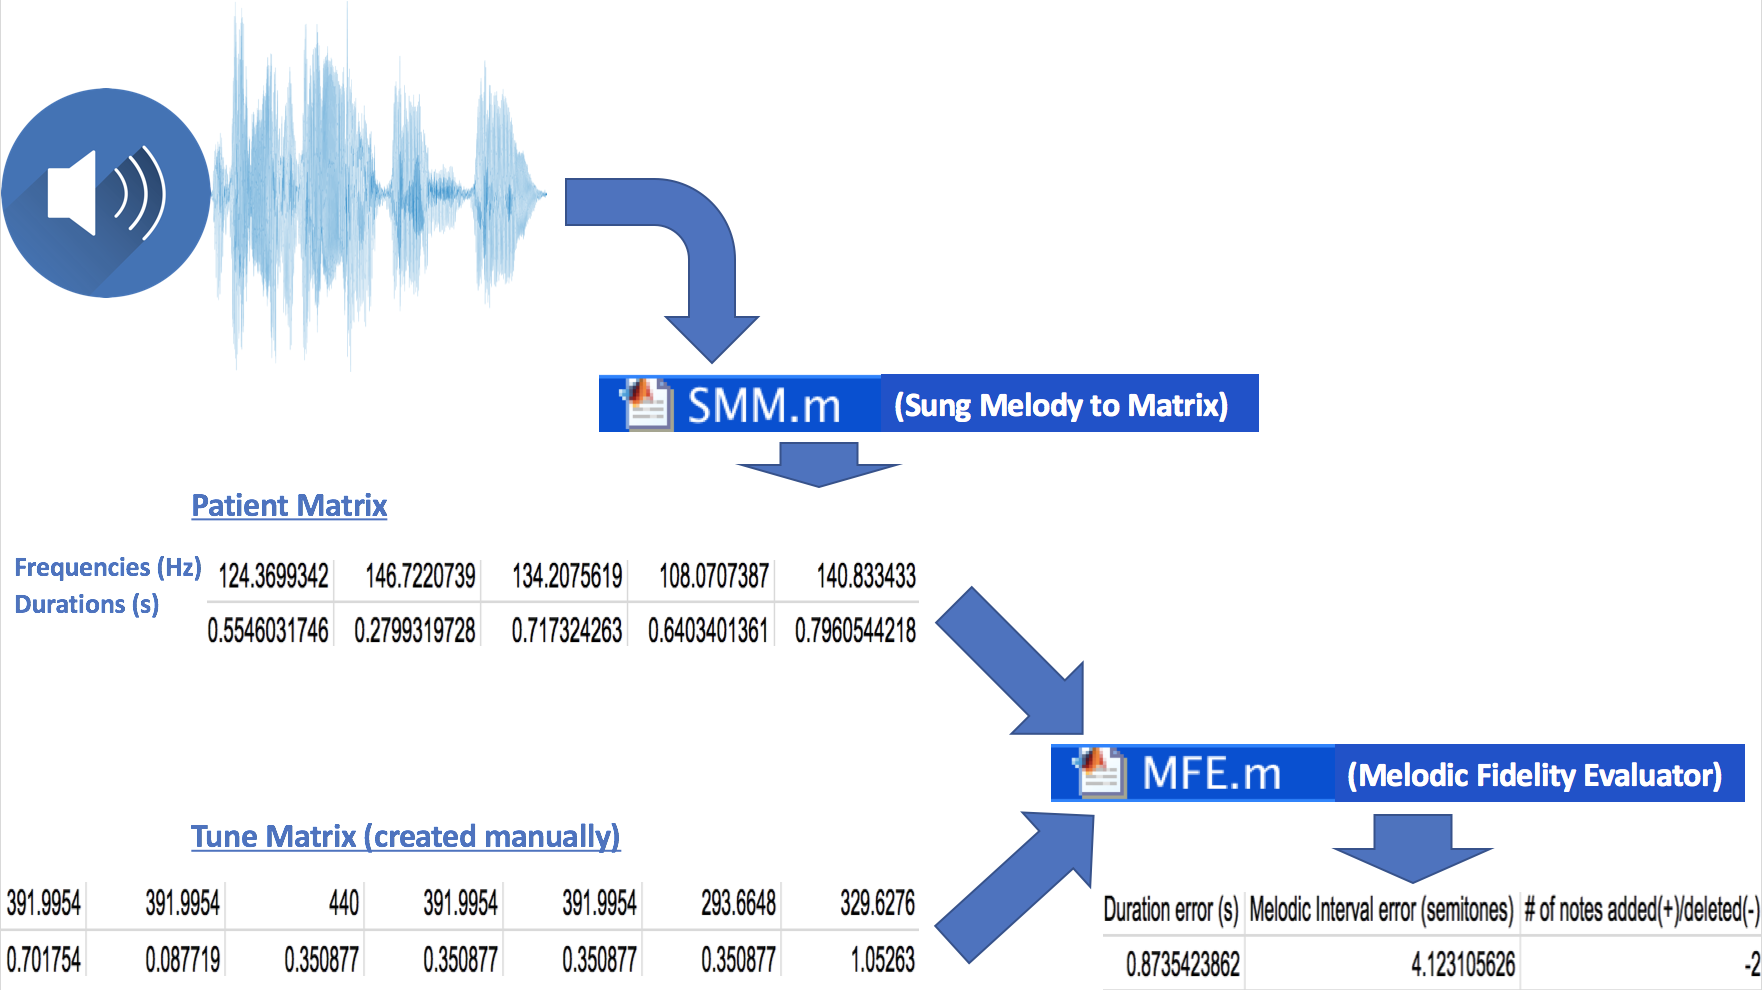 SMM.m (Sung Melody to Matrix)
Patient Matrix
Frequencies (Hz) 124.3699342 146.7220739 134.2075619 108.0707387 140.833433
Durations (s) 0.5546031746 0.2799319728 0.717324263 0.6403401361 0.7960544218
MFE.m (Melodic Fidelity Evaluator)
Tune Matrix (created manually)
391.9954 391.9954 440 391.9954 391.9954 293.6648 329.6276
0.701754 0.087719 0.350877 0.350877 0.350877 0.350877 1.05263
Duration error (s) Melodic Interval error (semitones) # of notes added(+)/deleted(-)
0.8735423862 4.123105626 -2